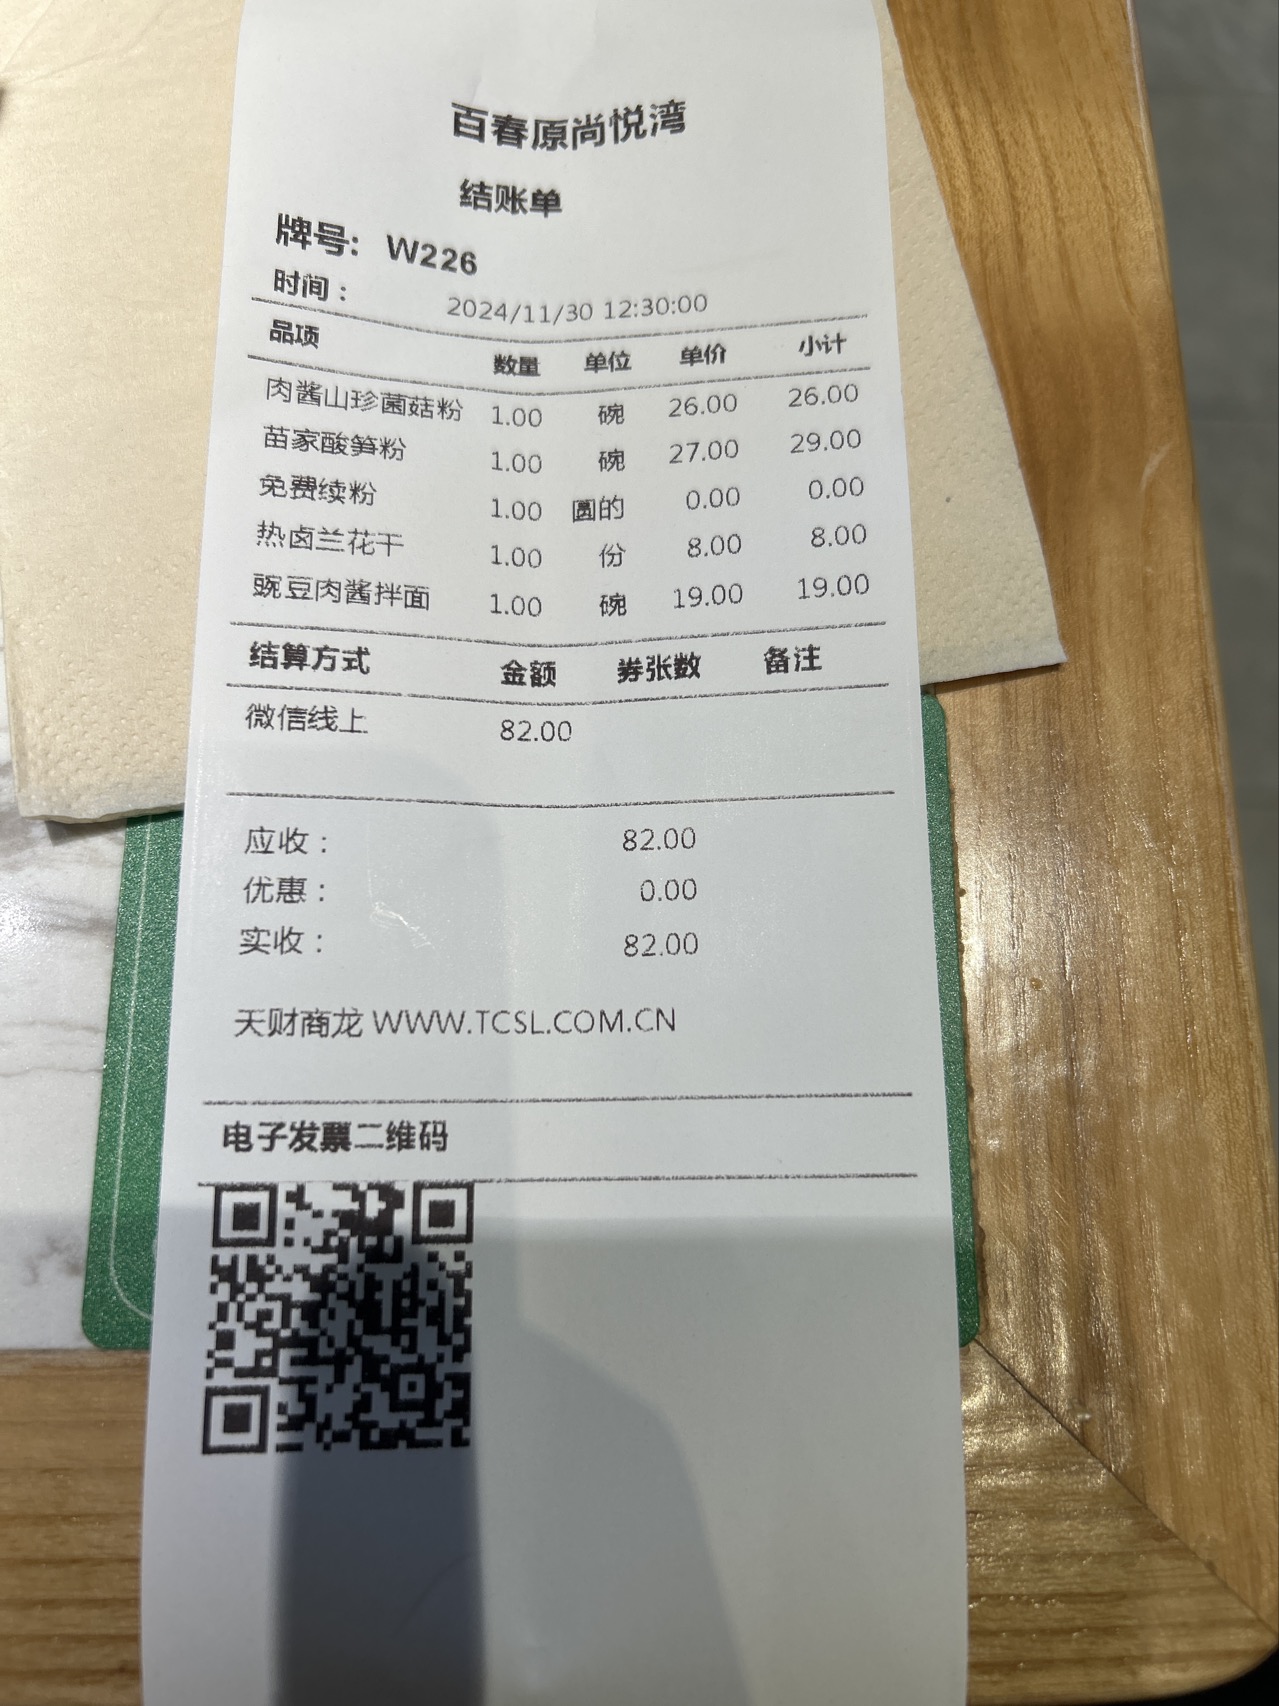 百春原尚悦湾
结账单
牌号: W226
时间： 2024/11/30 12:30:00
品项 数量 单位 单价 小计
肉酱山珍菌菇粉 1.00 碗 26.00 26.00
苗家酸笋粉 1.00 碗 27.00 29.00
免费续粉 1.00 圆的 0.00 0.00
热卤兰花干 1.00 份 8.00 8.00
豌豆肉酱拌面 1.00 碗 19.00 19.00
结算方式 金额 券张数 备注
微信线上 82.00
应收： 82.00
优惠： 0.00
实收： 82.00
天财商龙 WWW.TCSL.COM.CN
电子发票二维码